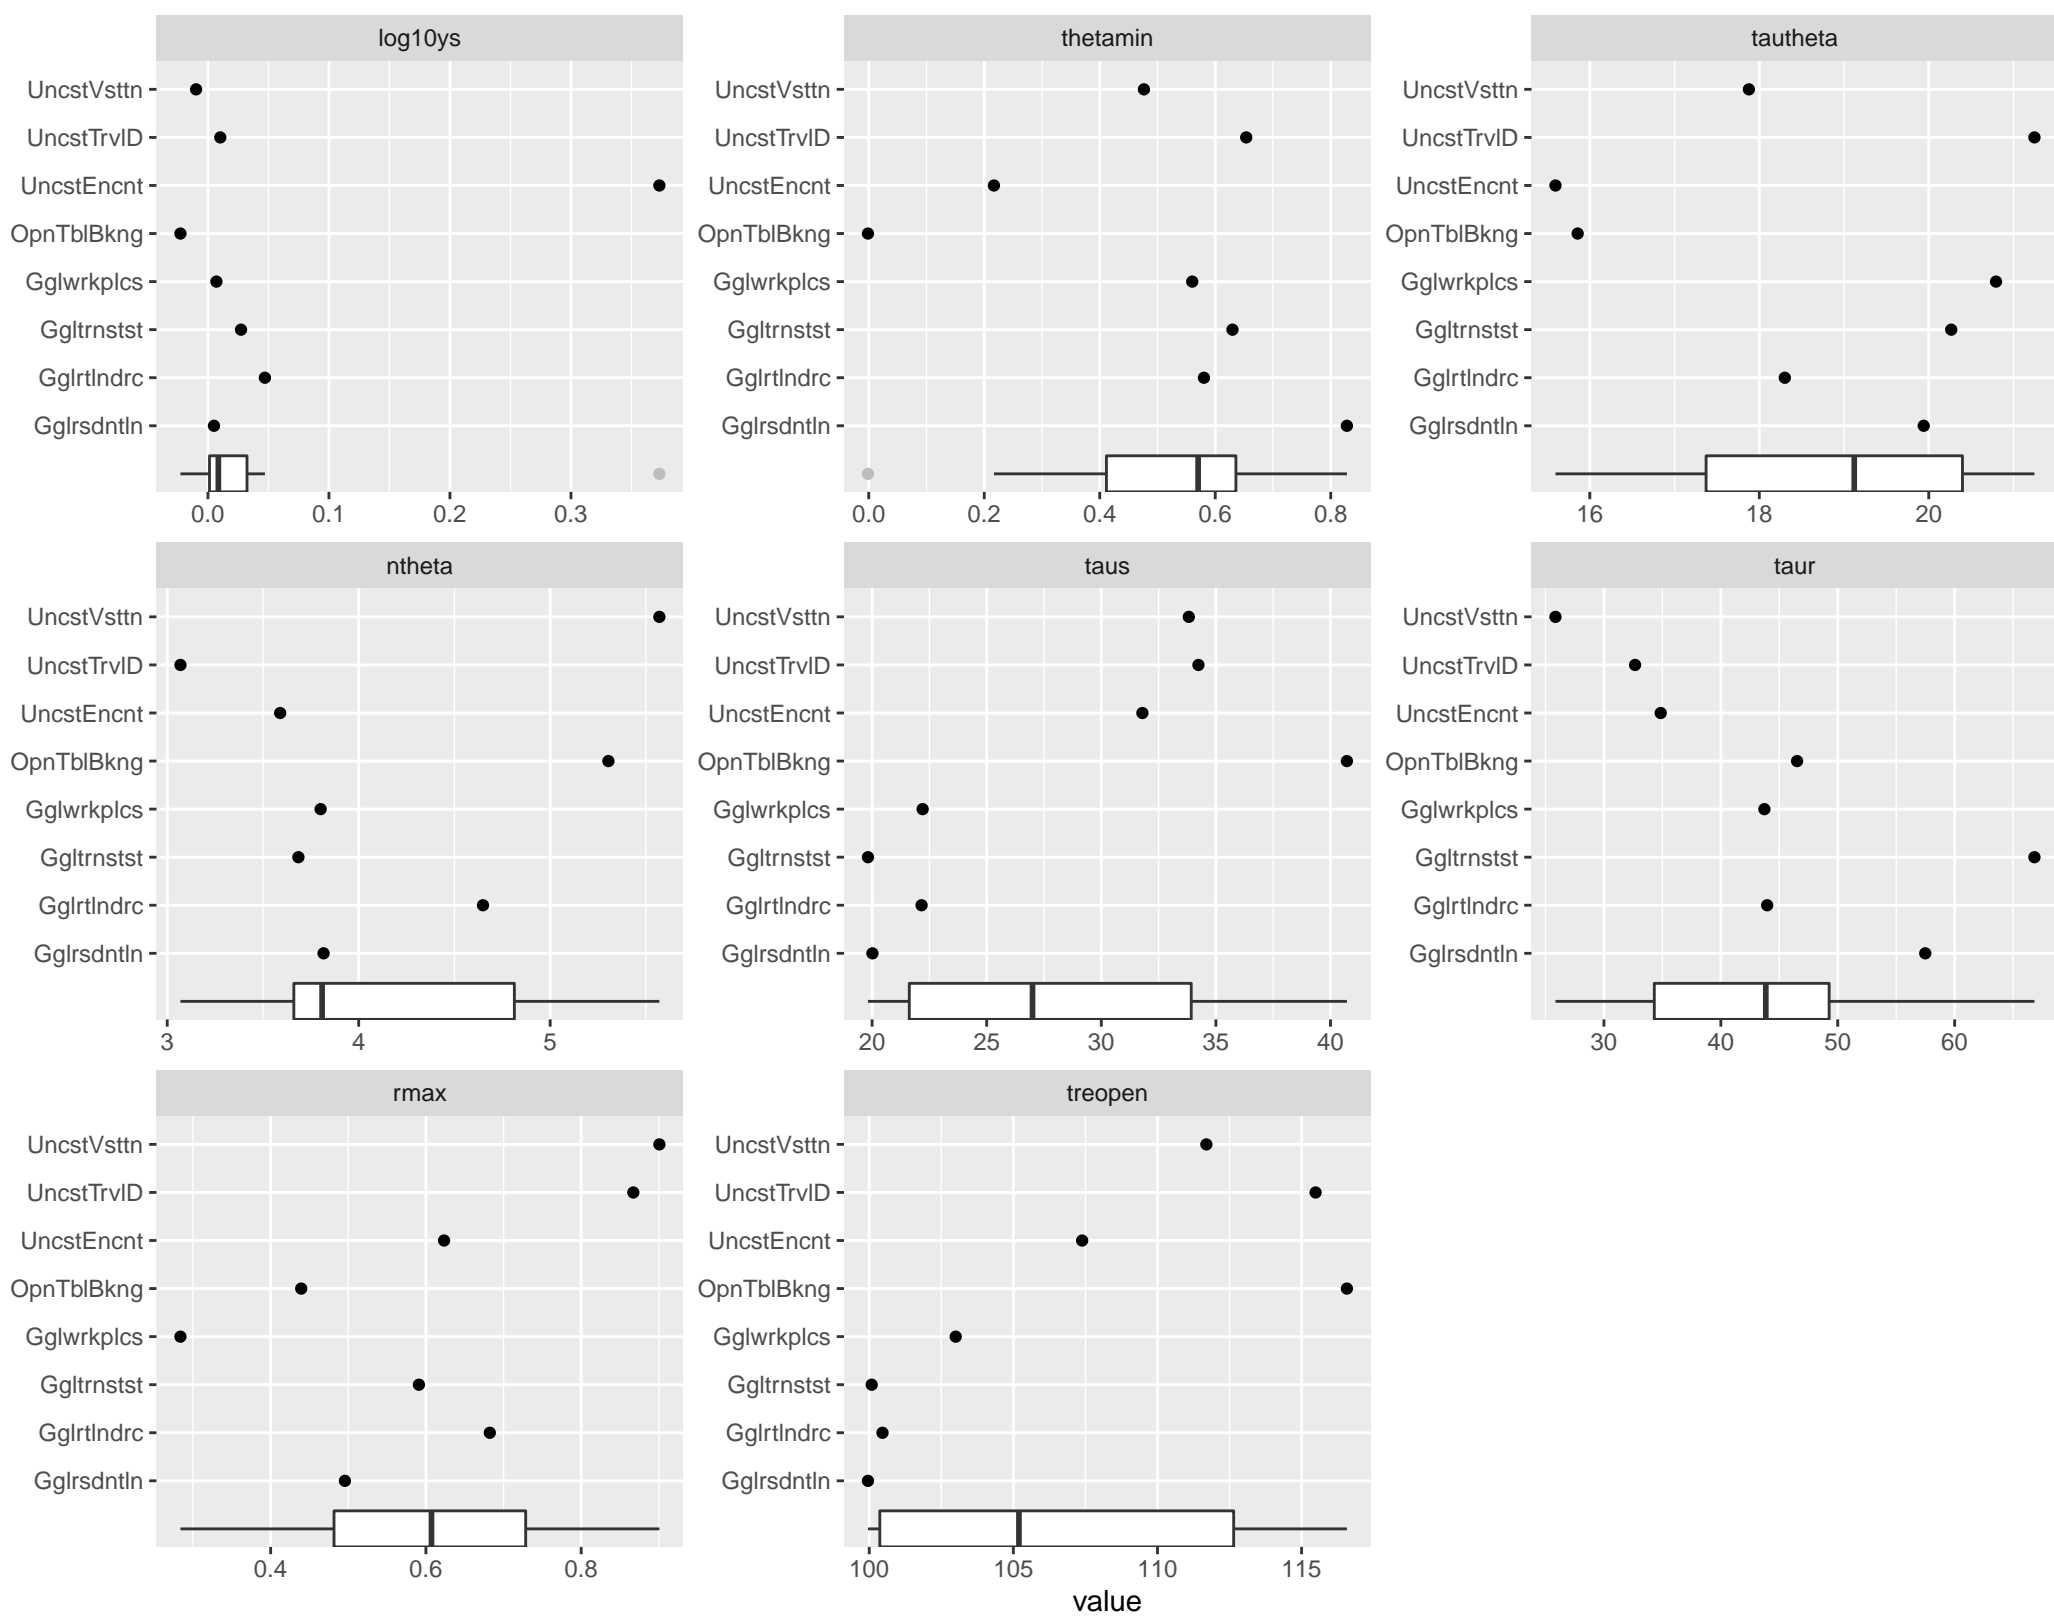 log10ys
thetamin
tautheta
UncstVsttn
UncstTrvlD
UncstEncnt
OpnTblBkng
Gglwrkplcs
Ggltrnstst
Gglrtlndrc
Gglrsdntln
0.0 0.1 0.2 0.3
UncstVsttn
UncstTrvlD
UncstEncnt
OpnTblBkng
Gglwrkplcs
Ggltrnstst
Gglrtlndrc
Gglrsdntln
0.0 0.2 0.4 0.6 0.8
UncstVsttn
UncstTrvlD
UncstEncnt
OpnTblBkng
Gglwrkplcs
Ggltrnstst
Gglrtlndrc
Gglrsdntln
16 18 20
ntheta
taus
taur
UncstVsttn
UncstTrvlD
UncstEncnt
OpnTblBkng
Gglwrkplcs
Ggltrnstst
Gglrtlndrc
Gglrsdntln
3 4 5
UncstVsttn
UncstTrvlD
UncstEncnt
OpnTblBkng
Gglwrkplcs
Ggltrnstst
Gglrtlndrc
Gglrsdntln
20 25 30 35 40
UncstVsttn
UncstTrvlD
UncstEncnt
OpnTblBkng
Gglwrkplcs
Ggltrnstst
Gglrtlndrc
Gglrsdntln
30 40 50 60
rmax
treopen
UncstVsttn
UncstTrvlD
UncstEncnt
OpnTblBkng
Gglwrkplcs
Ggltrnstst
Gglrtlndrc
Gglrsdntln
0.4 0.6 0.8
UncstVsttn
UncstTrvlD
UncstEncnt
OpnTblBkng
Gglwrkplcs
Ggltrnstst
Gglrtlndrc
Gglrsdntln
100 105 110 115
value